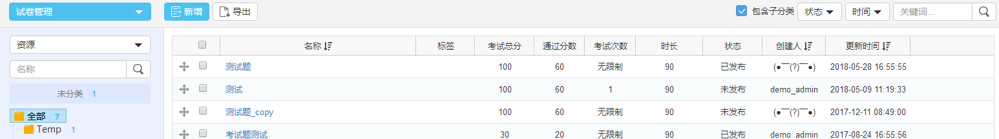 试卷管理 新增 导出 包含子分类 状态 时间 关键词...
资源
名称
未分类 1
全部 7
Temp 1
名称 标签 考试总分 通过分数 考试次数 时长 状态 创建人 更新时间
测试题 100 60 无限制 90 已发布 (●￣(?)￣●) 2018-05-28 16:55:55
测试 100 60 1 90 未发布 demo_admin 2018-05-09 11:19:33
测试题_copy 100 60 无限制 90 未发布 (●￣(?)￣●) 2017-12-11 08:49:00
考试题测试 30 20 无限制 90 已发布 demo_admin 2017-08-24 16:55:56